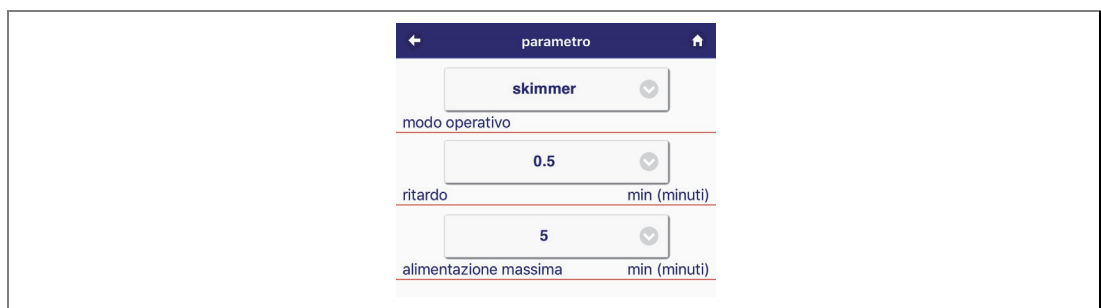 parametro
skimmer
modo operativo
0.5
ritardo min (minuti)
5
alimentazione massima min (minuti)